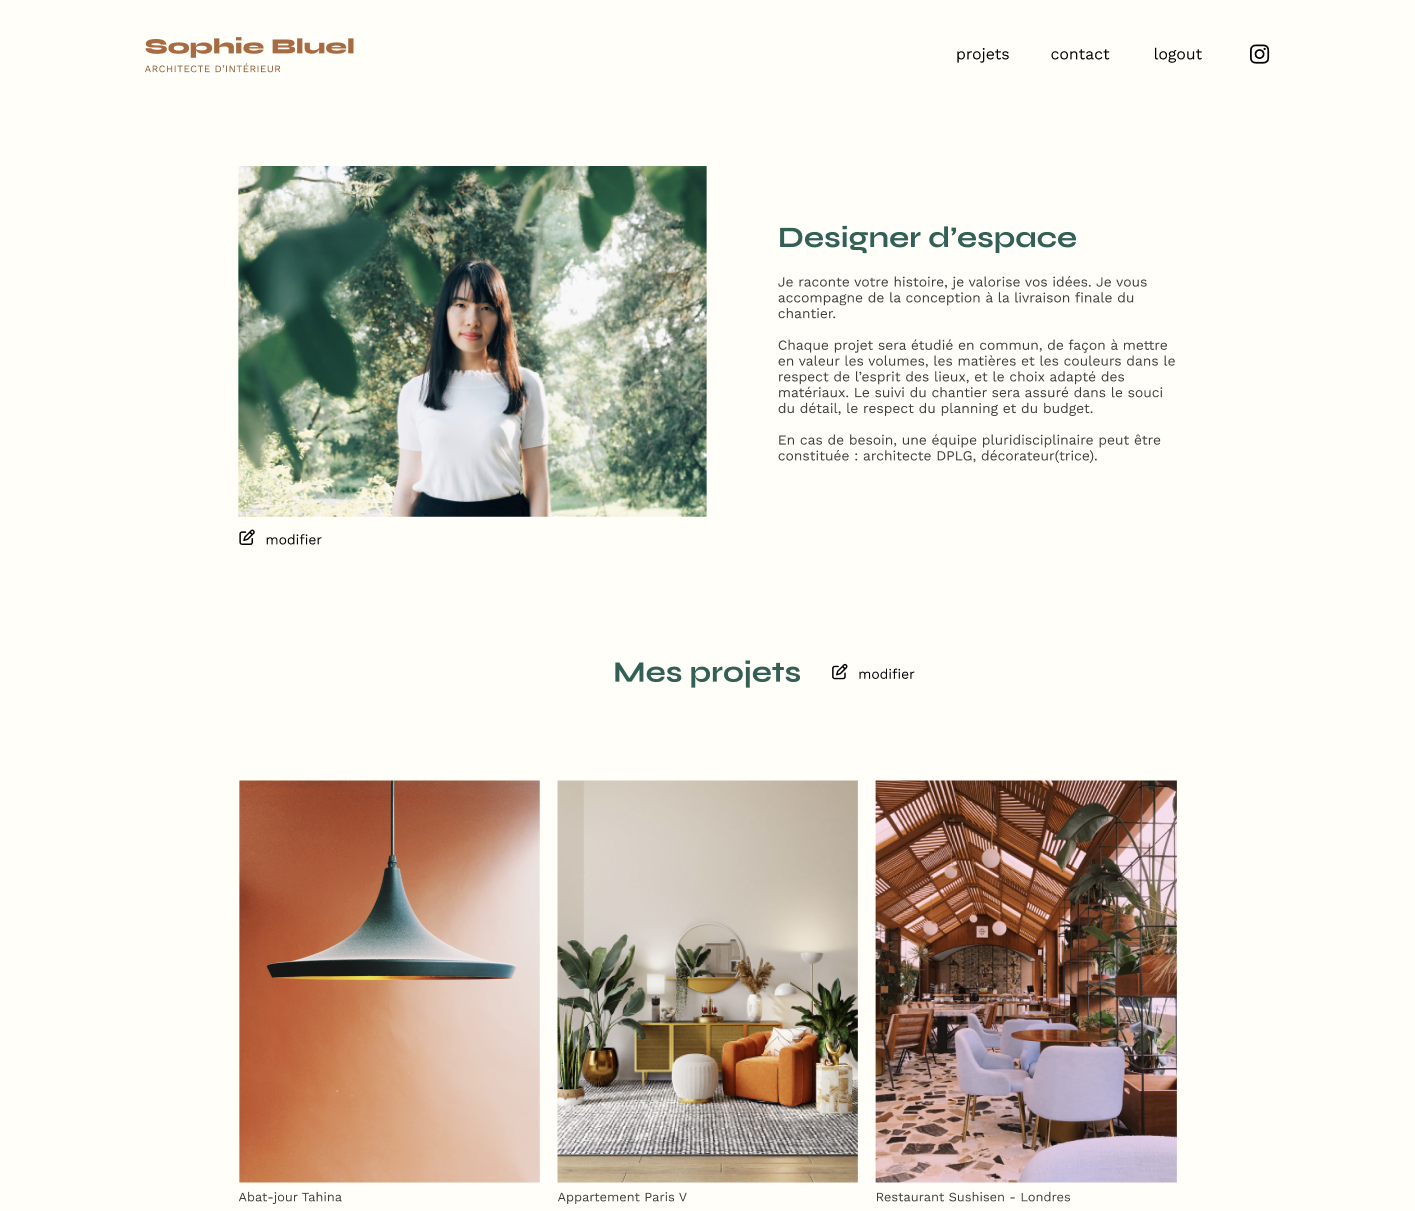 Sophie Bluel
ARCHITECTE D'INTÉRIEUR
projets contact logout
Designer d’espace
Je raconte votre histoire, je valorise vos idées. Je vous
accompagne de la conception à la livraison finale du
chantier.
Chaque projet sera étudié en commun, de façon à mettre
en valeur les volumes, les matières et les couleurs dans le
respect de l’esprit des lieux, et le choix adapté des
matériaux. Le suivi du chantier sera assuré dans le souci
du détail, le respect du planning et du budget.
En cas de besoin, une équipe pluridisciplinaire peut être
constituée : architecte DPLG, décorateur(trice).
modifier
Mes projets
modifier
Abat-jour Tahina
Appartement Paris V
Restaurant Sushisen - Londres